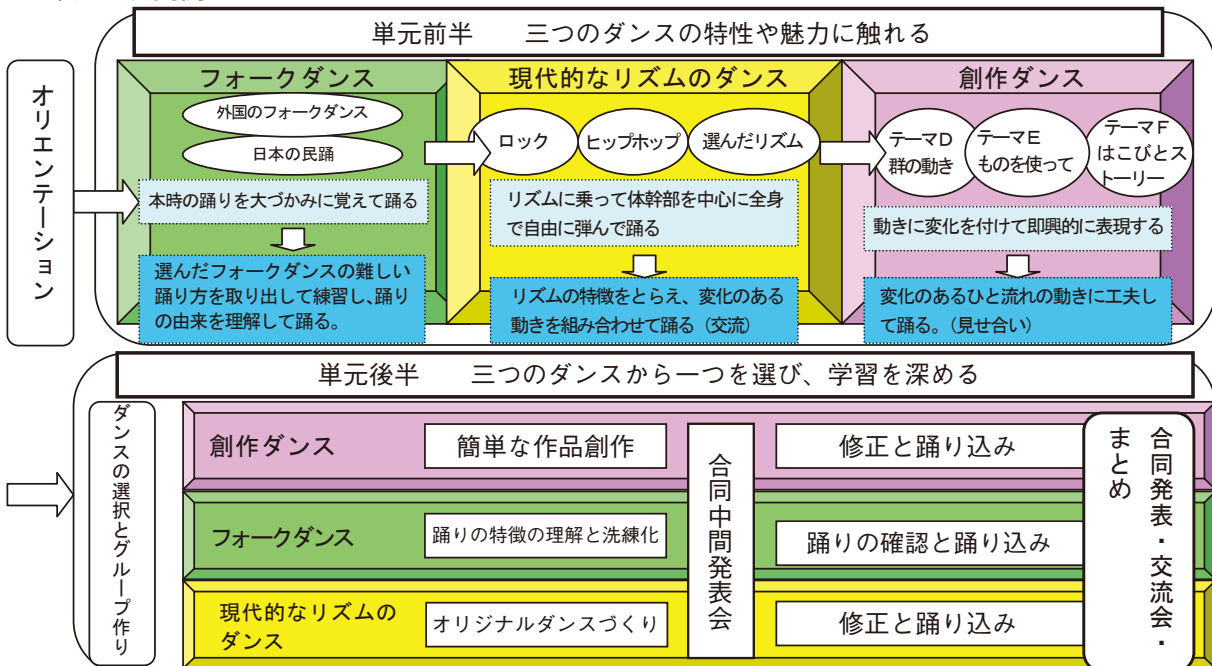 単元前半　　三つのダンスの特性や魅力に触れる
オリエンテーション
フォークダンス
外国のフォークダンス
日本の民踊
本時の踊りを大づかみに覚えて踊る
選んだフォークダンスの難しい
踊り方を取り出して練習し、踊り
の由来を理解して踊る。
現代的なリズムのダンス
ロック
ヒップホップ
選んだリズム
リズムに乗って体幹部を中心に全身
で自由に弾んで踊る
リズムの特徴をとらえ、変化のある
動きを組み合わせて踊る（交流）
創作ダンス
テーマD
群の動き
テーマE
ものを使って
テーマF
はこびとス
トーリー
動きに変化を付けて即興的に表現する
変化のあるひと流れの動きに工夫し
て踊る。（見せ合い）
単元後半　　三つのダンスから一つを選び、学習を深める
ダンスの選択とグループ作り
創作ダンス
簡単な作品創作
修正と踊り込み
フォークダンス
踊りの特徴の理解と洗練化
踊りの確認と踊り込み
現代的なリズムの
ダンス
オリジナルダンスづくり
修正と踊り込み
合同中間発表会
合同発表・交流会・
まとめ